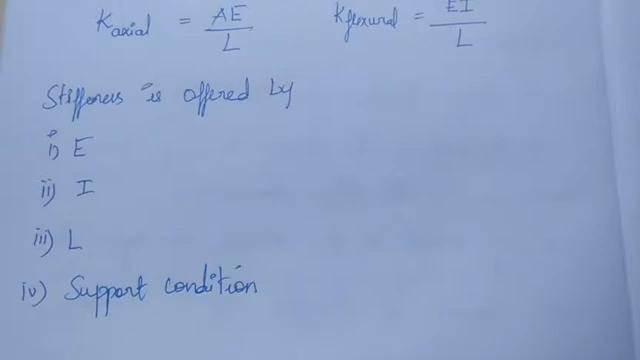 K axial = AE/L K flexural = EI/L
Stiffness is offered by
i) E
ii) I
iii) L
iv) Support condition